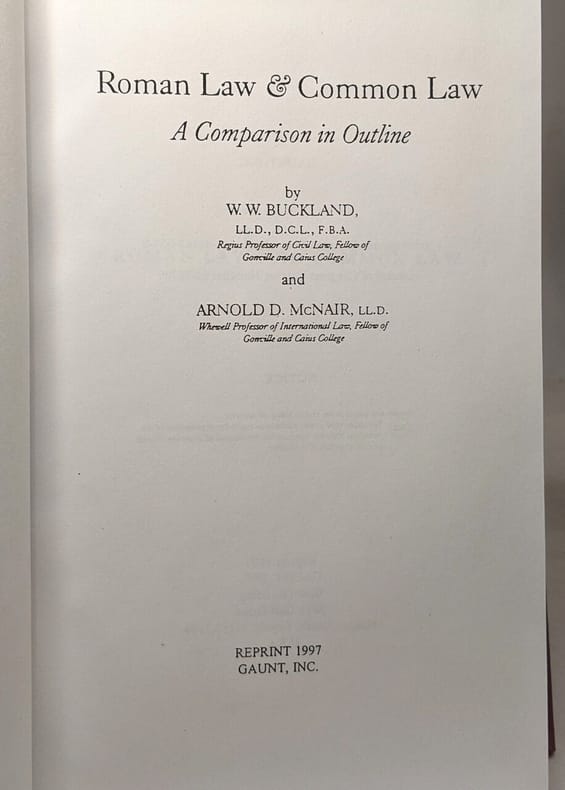 Roman Law & Common Law
A Comparison in Outline
by
W. W. BUCKLAND,
LL.D., D.C.L., F.B.A.
Regius Professor of Civil Law, Fellow of
Gonville and Caius College
and
ARNOLD D. McNAIR, LL.D.
Whewell Professor of International Law, Fellow of
Gonville and Caius College
REPRINT 1997
GAUNT, INC.